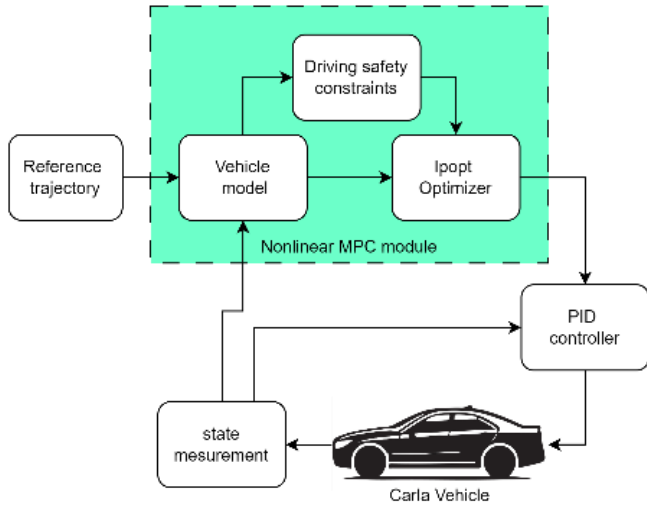 Driving safety
constraints
Reference
trajectory
Vehicle
model
Ipopt
Optimizer
Nonlinear MPC module
PID
controller
state
mesurement
Carla Vehicle